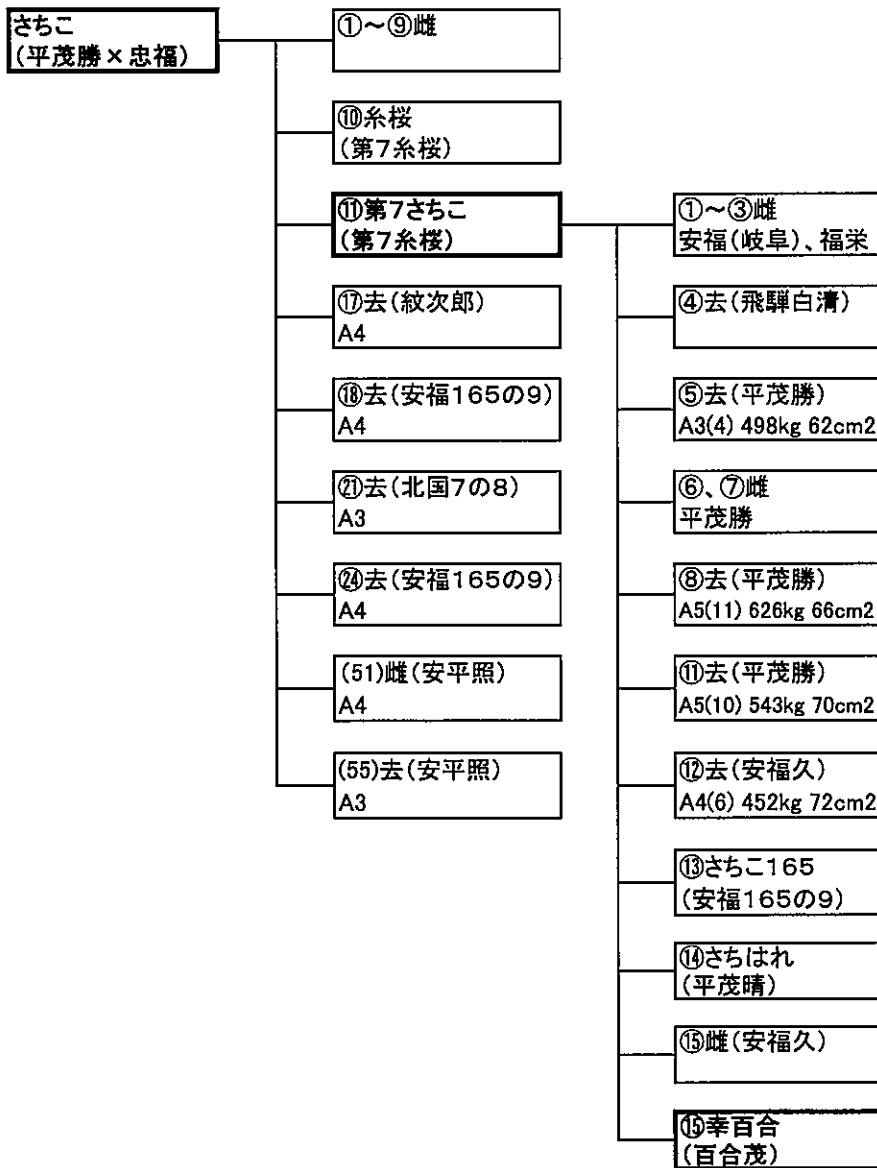 さちこ
(平茂勝×忠福)
①～⑨雌
⑩糸桜
(第7糸桜)
⑪第7さちこ
(第7糸桜)
⑰去(紋次郎)
A4
⑱去(安福165の9)
A4
㉑去(北国7の8)
A3
㉔去(安福165の9)
A4
(51)雌(安平照)
A4
(55)去(安平照)
A3
①～③雌
安福(岐阜)、福栄
④去(飛騨白清)
⑤去(平茂勝)
A3(4) 498kg 62cm2
⑥、⑦雌
平茂勝
⑧去(平茂勝)
A5(11) 626kg 66cm2
⑪去(平茂勝)
A5(10) 543kg 70cm2
⑫去(安福久)
A4(6) 452kg 72cm2
⑬さちこ165
(安福165の9)
⑭さちはれ
(平茂晴)
⑮雌(安福久)
⑮幸百合
(百合茂)